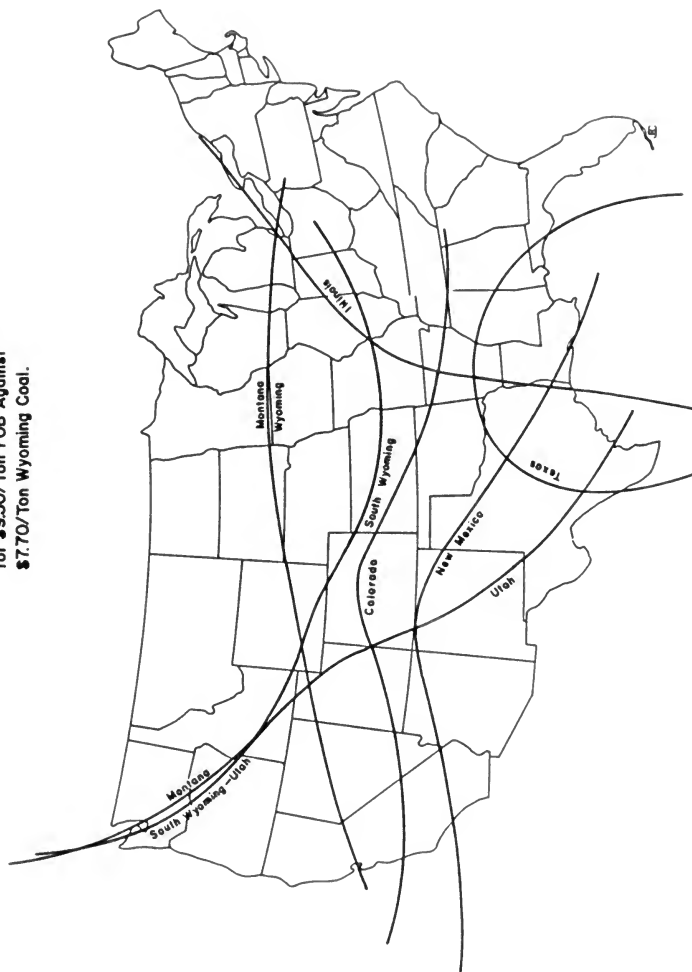 for $9.50/Ton FOB Against
$7.70/Ton Wyoming Coal.
Montana
Wyoming
Illinois
South Wyoming
Colorado
New Mexico
Texas
Utah
Montana
South Wyoming-Utah